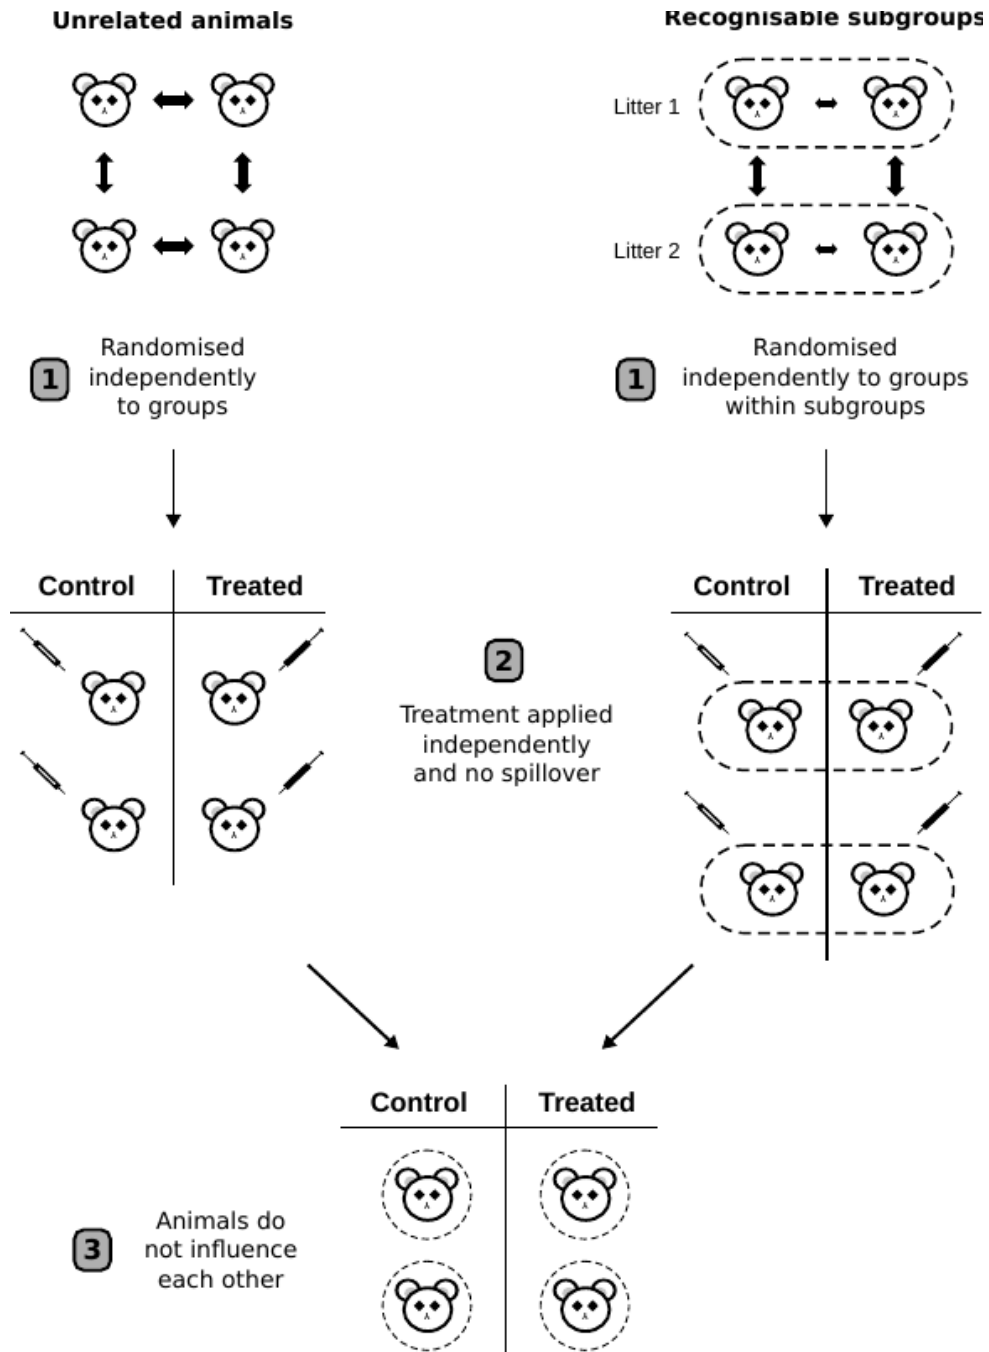 Unrelated animals
Recognisable subgroups
Litter 1
Litter 2
1
Randomised
independently
to groups
1
Randomised
independently to groups
within subgroups
Control Treated
2
Treatment applied
independently
and no spillover
Control Treated
Control Treated
3
Animals do
not influence
each other